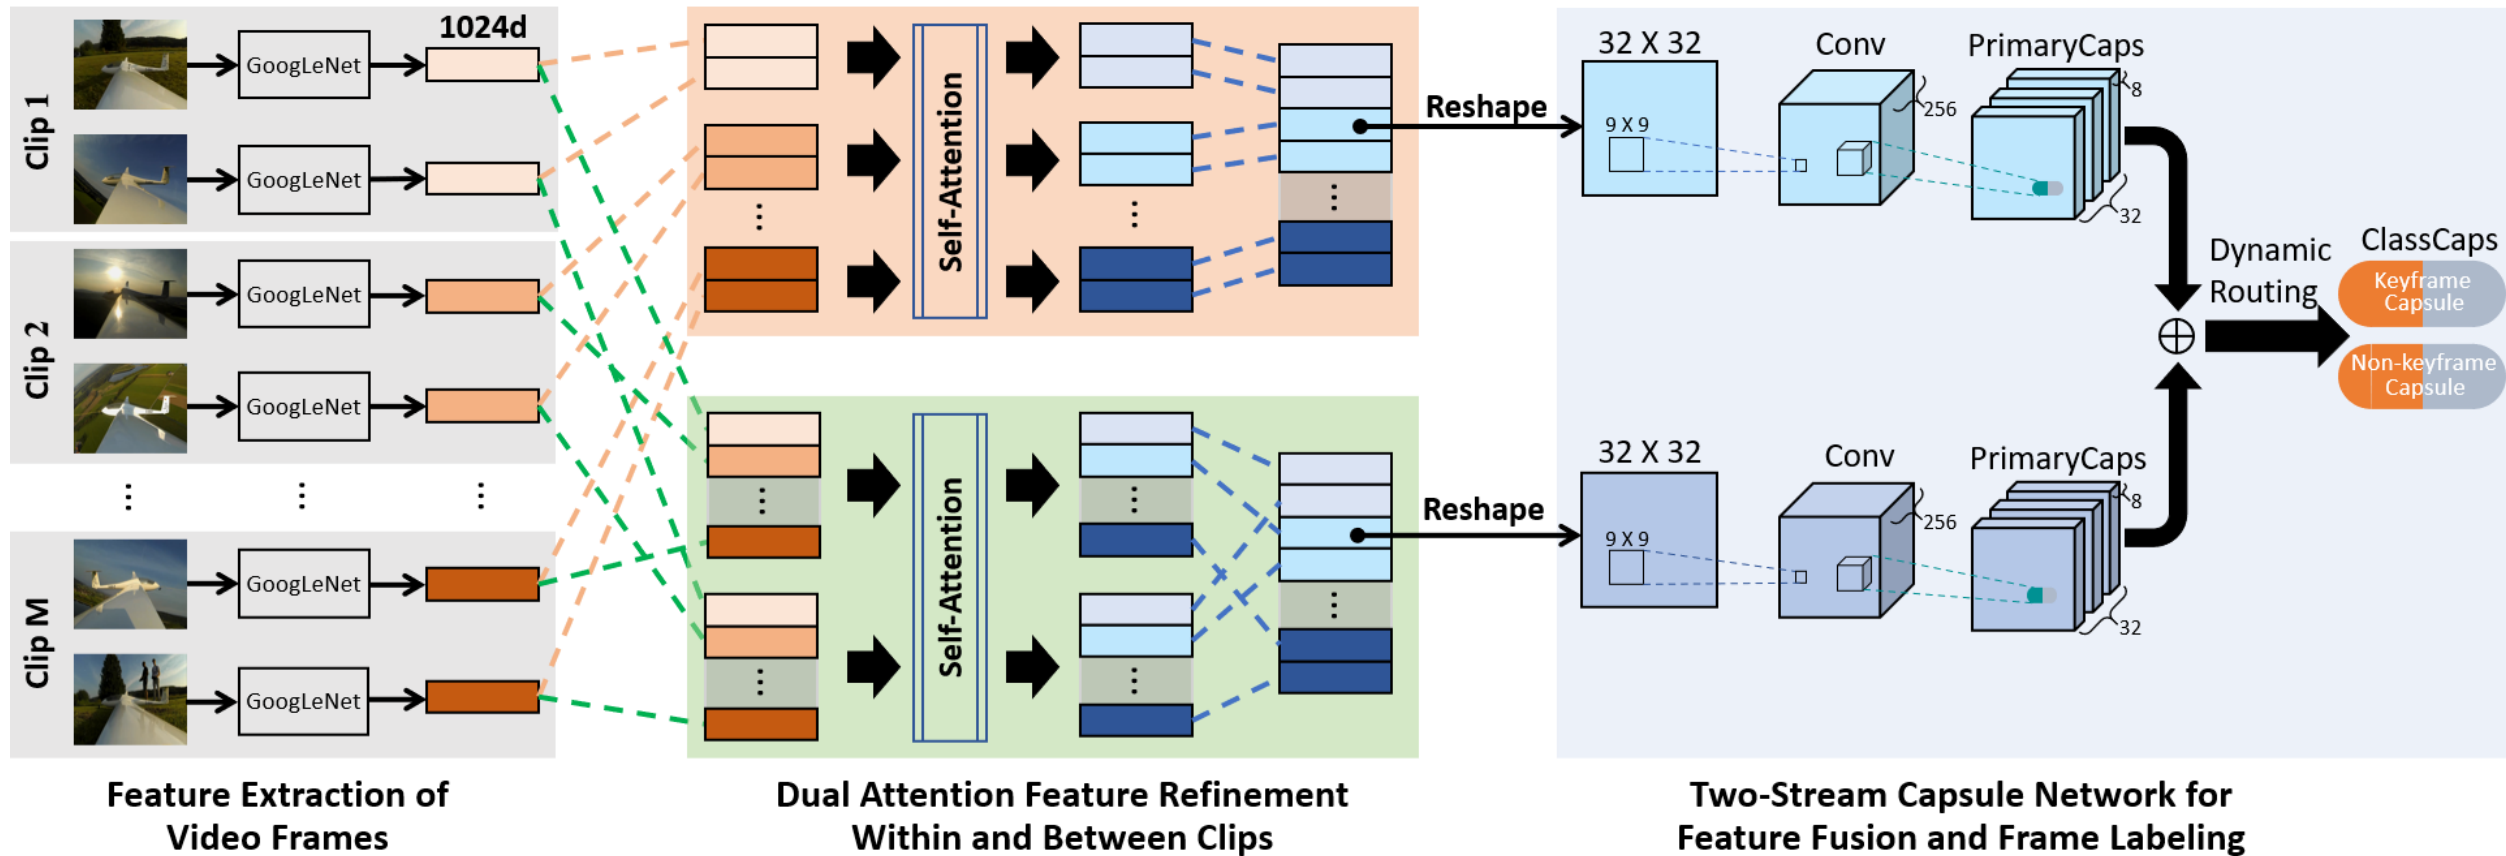 Clip 1
1024d
GoogLeNet
GoogLeNet
Clip 2
GoogLeNet
GoogLeNet
...
...
...
Clip M
GoogLeNet
GoogLeNet
Feature Extraction of
Video Frames
...
Self-Attention
...
...
...
...
Self-Attention
...
...
...
Dual Attention Feature Refinement
Within and Between Clips
Reshape
Reshape
32 X 32
9 X 9
Conv
256
PrimaryCaps
8
32
32 X 32
9 X 9
Conv
256
PrimaryCaps
8
32
Dynamic
Routing
ClassCaps
Keyframe
Capsule
Non-keyframe
Capsule
Two-Stream Capsule Network for
Feature Fusion and Frame Labeling